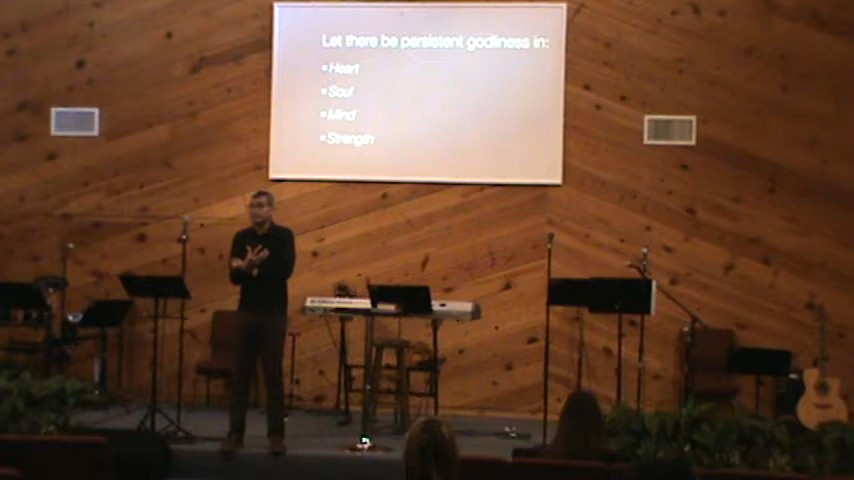 Let there be persistent godliness in:
• Heart
• Soul
• Mind
• Strength